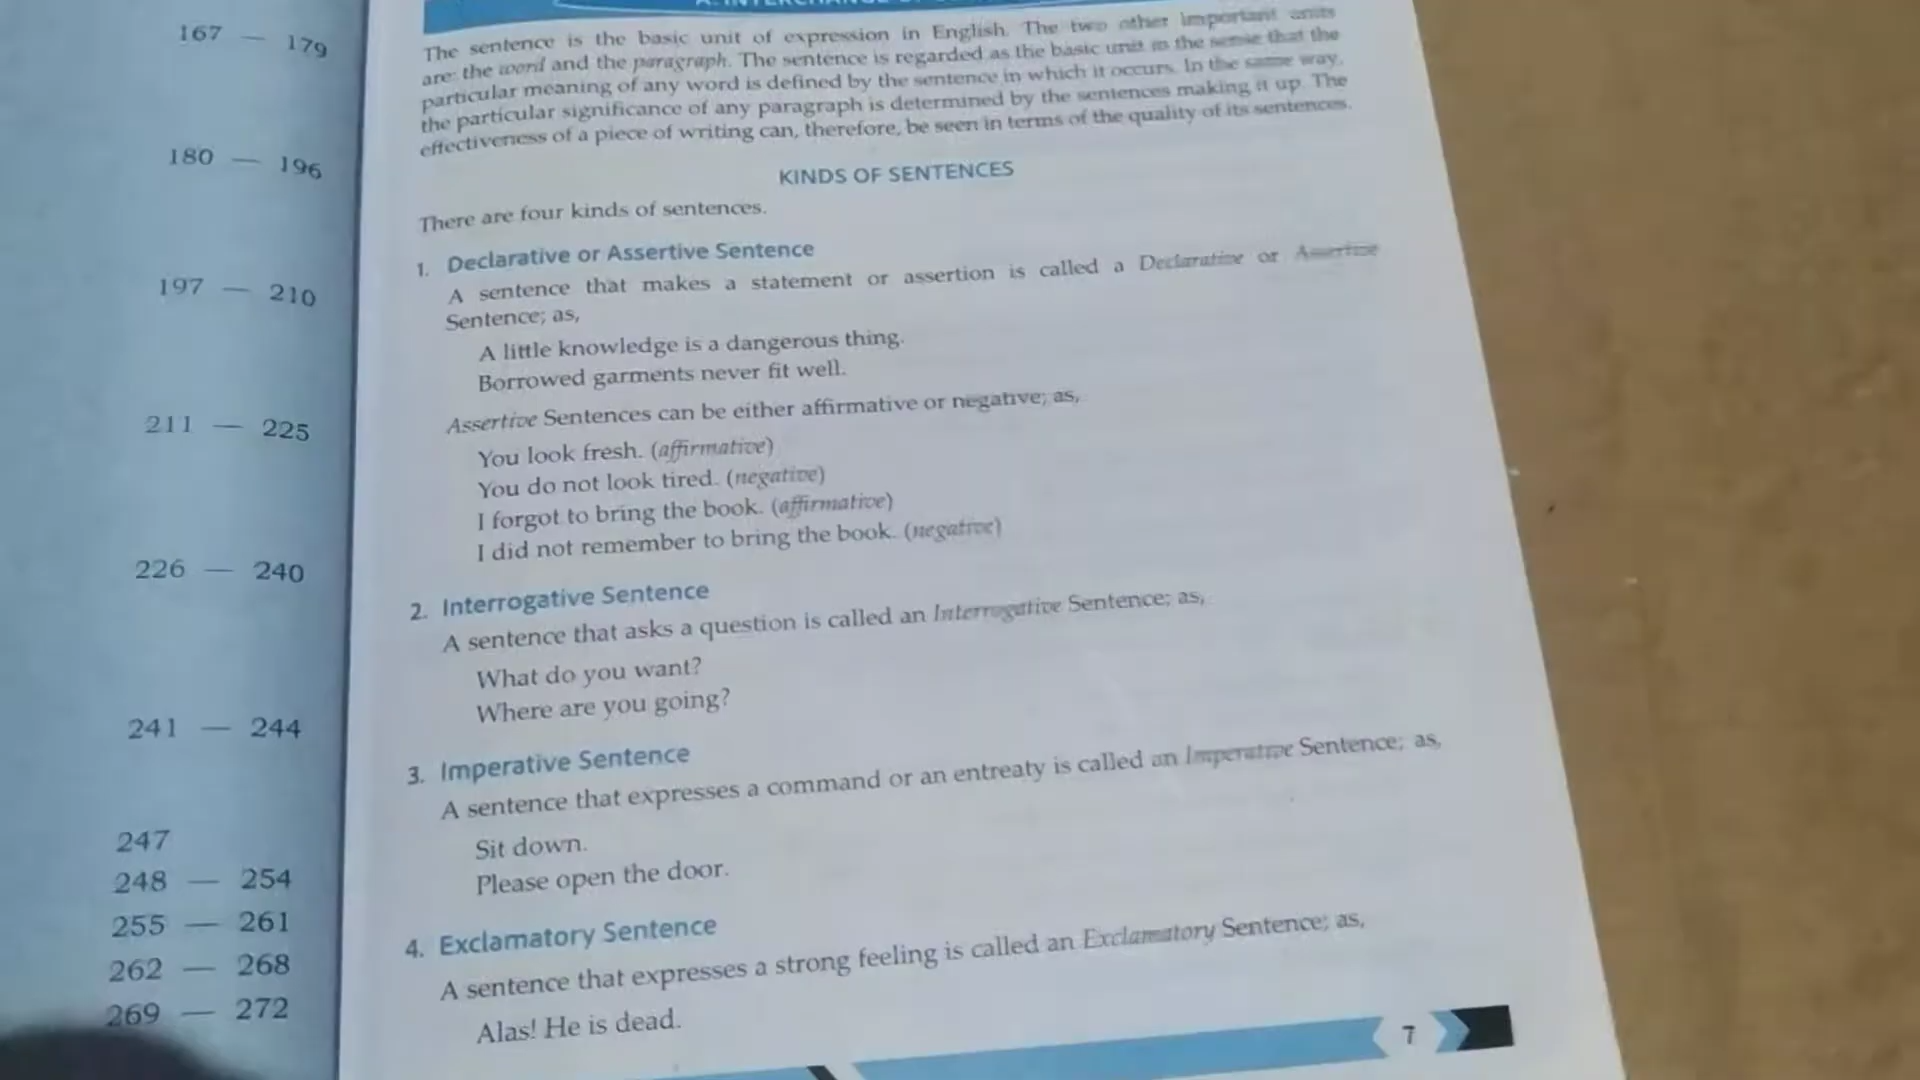 167 — 179
180 — 196
197 — 210
211 — 225
226 — 240
241 — 244
247
248 — 254
255 — 261
262 — 268
269 — 272
The sentence is the basic unit of expression in English. The two other important units
are: the word and the paragraph. The sentence is regarded as the basic unit in the sense that the
particular meaning of any word is defined by the sentence in which it occurs. In the same way,
the particular significance of any paragraph is determined by the sentences making it up. The
effectiveness of a piece of writing can, therefore, be seen in terms of the quality of its sentences.
KINDS OF SENTENCES
There are four kinds of sentences.
1. Declarative or Assertive Sentence
A sentence that makes a statement or assertion is called a Declarative or Assertive
Sentence; as,
A little knowledge is a dangerous thing.
Borrowed garments never fit well.
Assertive Sentences can be either affirmative or negative; as,
You look fresh. (affirmative)
You do not look tired. (negative)
I forgot to bring the book. (affirmative)
I did not remember to bring the book. (negative)
2. Interrogative Sentence
A sentence that asks a question is called an Interrogative Sentence; as,
What do you want?
Where are you going?
3. Imperative Sentence
A sentence that expresses a command or an entreaty is called an Imperative Sentence; as,
Sit down.
Please open the door.
4. Exclamatory Sentence
A sentence that expresses a strong feeling is called an Exclamatory Sentence; as,
Alas! He is dead.
7